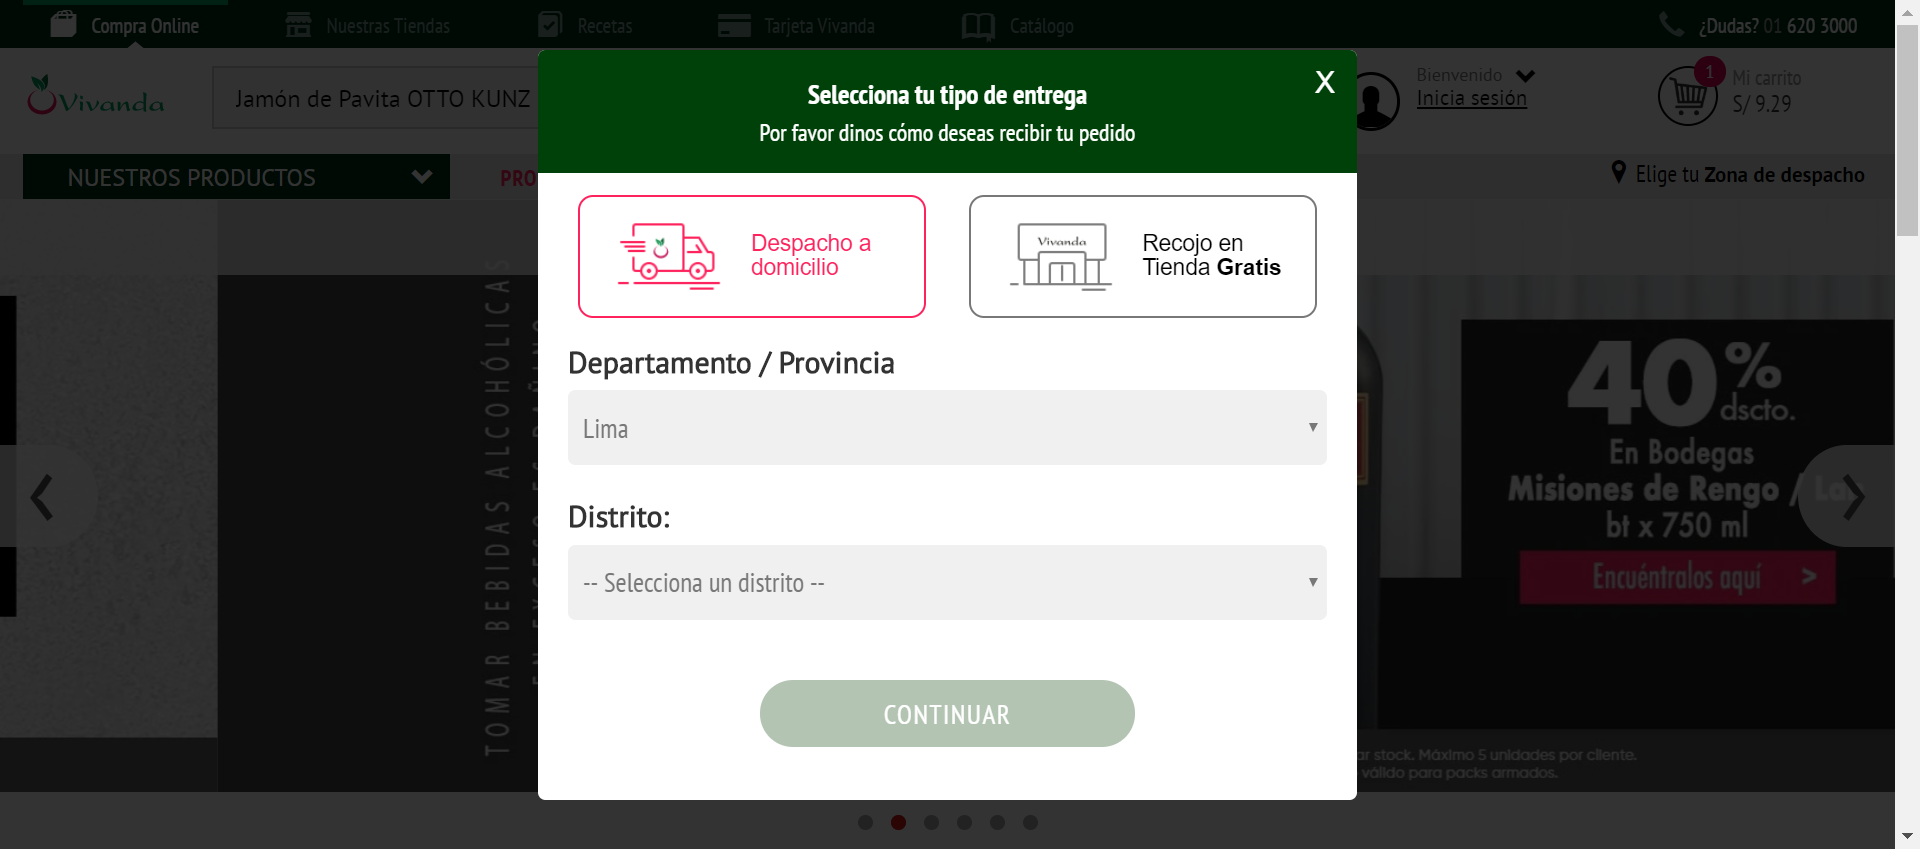 Compra Online
Nuestras Tiendas
Recetas
Tarjeta Vivanda
Catálogo
¿Dudas? 01 620 3000
Vivanda
Jamón de Pavita OTTO KUNZ
Bienvenido
Inicia sesión
1
Mi carrito
S/ 9.29
NUESTROS PRODUCTOS
PRO
Elige tu Zona de despacho
Selecciona tu tipo de entrega
X
Por favor dinos cómo deseas recibir tu pedido
Despacho a
domicilio
Vivanda
Recojo en
Tienda Gratis
Departamento / Provincia
Lima
Distrito:
-- Selecciona un distrito --
CONTINUAR
TOMAR BEBIDAS ALCOHÓLICAS
40%
dscto.
En Bodegas
Misiones de Rengo / La
bt x 750 ml
Encuéntralos aquí >
ar stock. Máximo 5 unidades por cliente.
válido para packs armados.